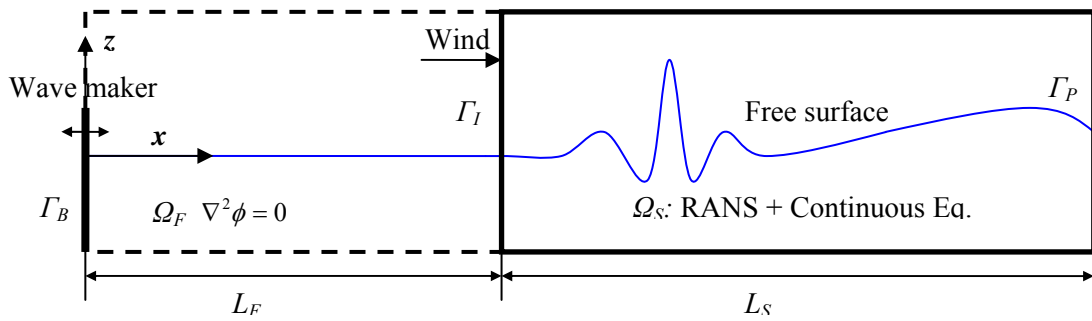 z
Wind
Wave maker
Γ_I
Γ_P
x
Free surface
Γ_B
Ω_F ∇²ϕ = 0
Ω_S: RANS + Continuous Eq.
L_F
L_S